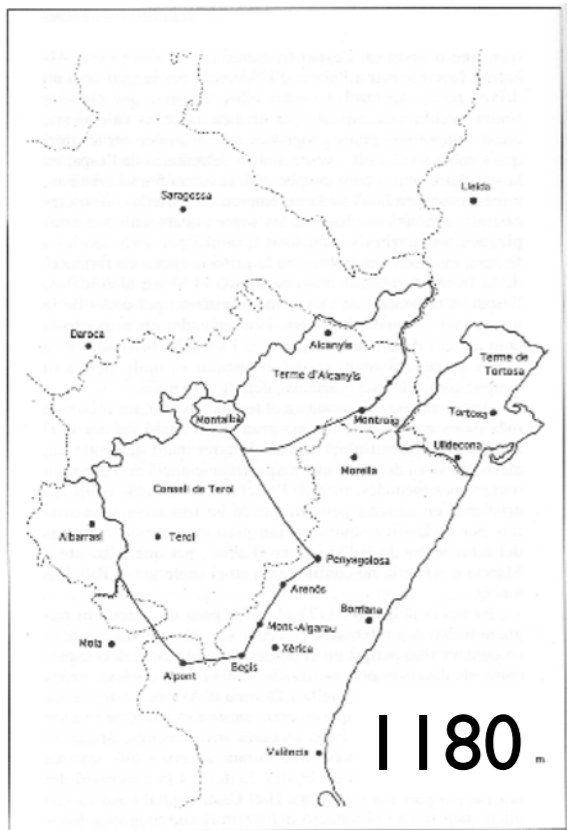 Lleida
Saragossa
Daroca
Alcanyís
Terme de
Tortosa
Terme d'Alcanyís
Montalbà
Montroig
Tortosa
Ulldecona
Morella
Consell de Terol
Albarrasí
Terol
Penyagolosa
Arenós
Borriana
Mont-Algarau
Moia
Xèrica
Begís
Alpont
1180 m.
València